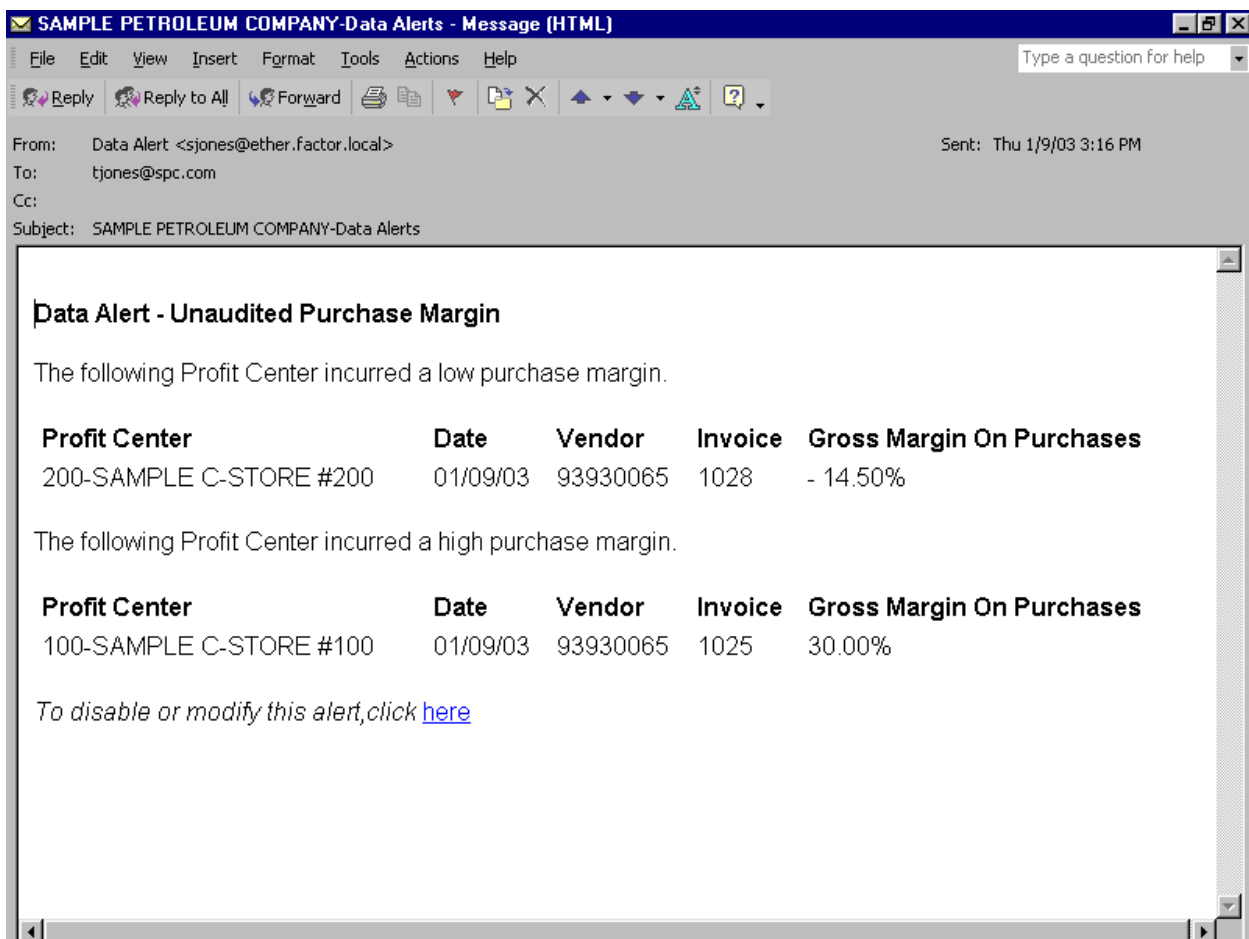 SAMPLE PETROLEUM COMPANY-Data Alerts - Message (HTML)
File Edit View Insert Format Tools Actions Help Type a question for help
Reply Reply to All Forward
From: Data Alert <sjones@ether.factor.local> Sent: Thu 1/9/03 3:16 PM
To: tjones@spc.com
Cc:
Subject: SAMPLE PETROLEUM COMPANY-Data Alerts
Data Alert - Unaudited Purchase Margin
The following Profit Center incurred a low purchase margin.
Profit Center Date Vendor Invoice Gross Margin On Purchases
200-SAMPLE C-STORE #200 01/09/03 93930065 1028 - 14.50%
The following Profit Center incurred a high purchase margin.
Profit Center Date Vendor Invoice Gross Margin On Purchases
100-SAMPLE C-STORE #100 01/09/03 93930065 1025 30.00%
To disable or modify this alert,click here